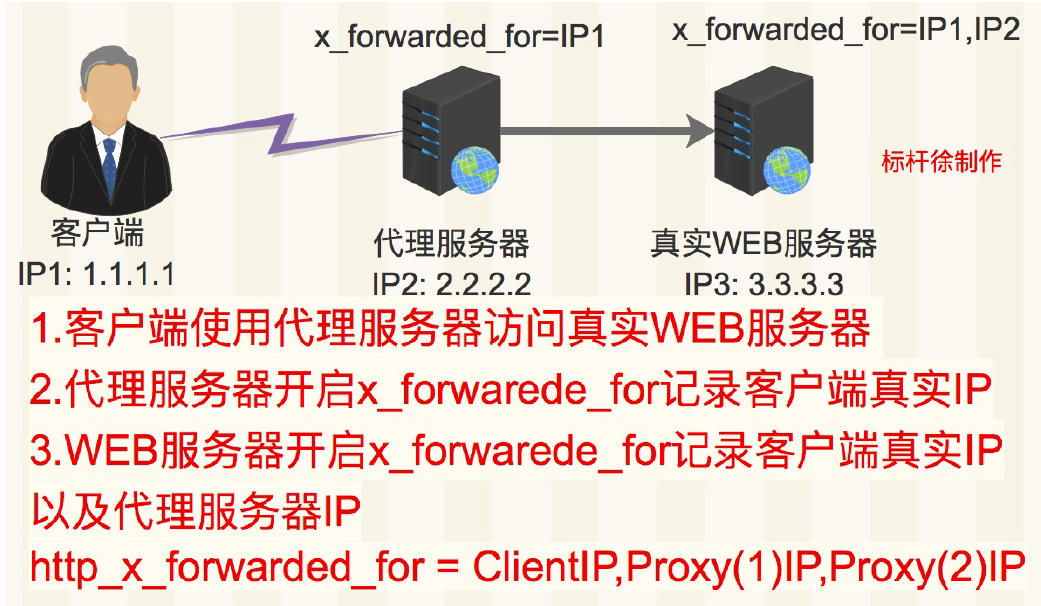 x_forwarded_for=IP1
x_forwarded_for=IP1,IP2
标杆徐制作
客户端
IP1: 1.1.1.1
代理服务器
IP2: 2.2.2.2
真实WEB服务器
IP3: 3.3.3.3
1.客户端使用代理服务器访问真实WEB服务器
2.代理服务器开启x_forwarede_for记录客户端真实IP
3.WEB服务器开启x_forwarede_for记录客户端真实IP
以及代理服务器IP
http_x_forwarded_for = ClientIP,Proxy(1)IP,Proxy(2)IP